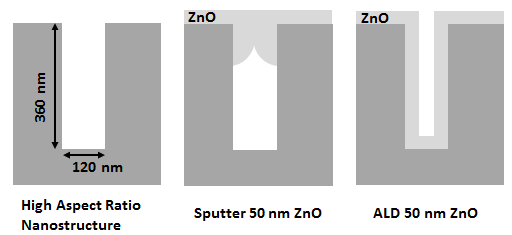 ZnO
ZnO
360 nm
120 nm
High Aspect Ratio
Nanostructure
Sputter 50 nm ZnO
ALD 50 nm ZnO